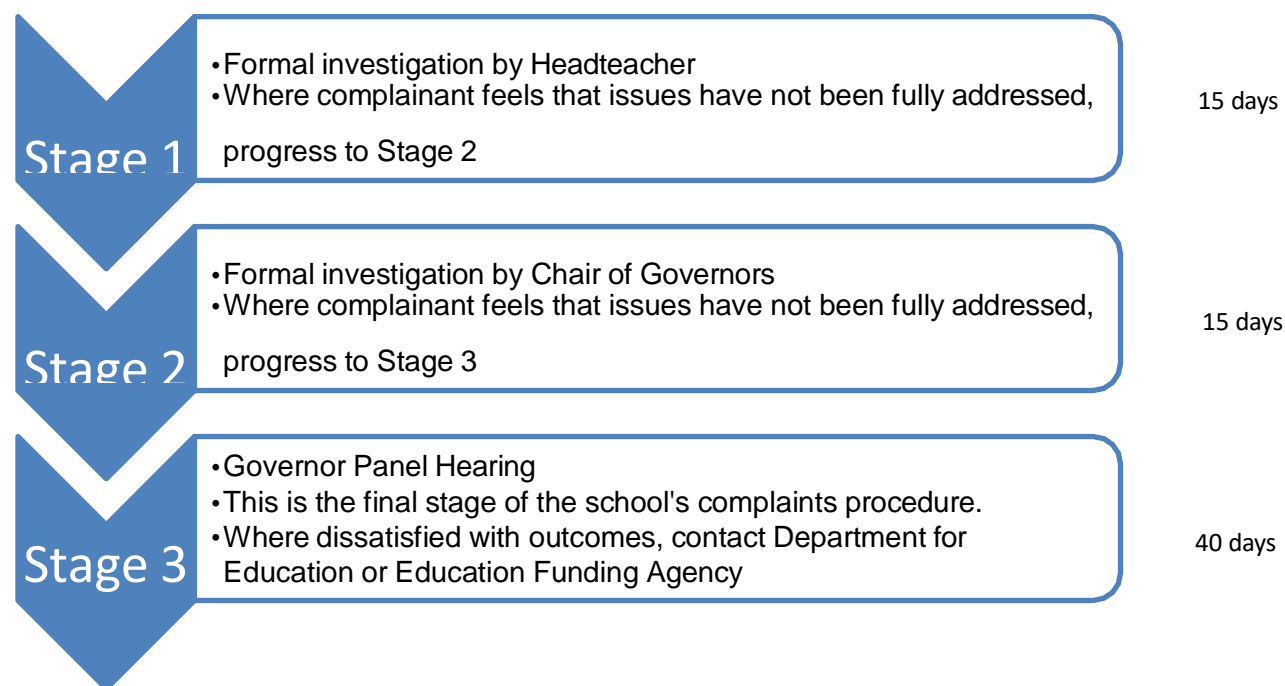 •Formal investigation by Headteacher
•Where complainant feels that issues have not been fully addressed,
progress to Stage 2
15 days
Stage 1
•Formal investigation by Chair of Governors
•Where complainant feels that issues have not been fully addressed,
progress to Stage 3
15 days
Stage 2
•Governor Panel Hearing
•This is the final stage of the school's complaints procedure.
•Where dissatisfied with outcomes, contact Department for
Education or Education Funding Agency
40 days
Stage 3